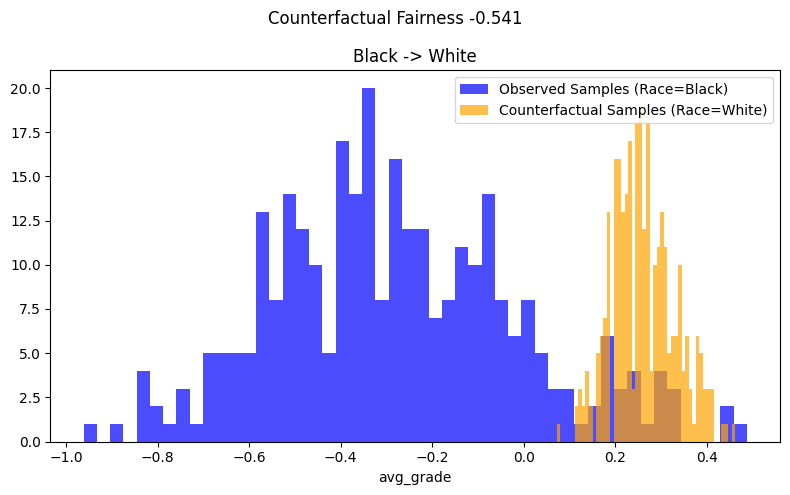 Counterfactual Fairness -0.541
Black -> White
Observed Samples (Race=Black)
Counterfactual Samples (Race=White)
20.0
17.5
15.0
12.5
10.0
7.5
5.0
2.5
0.0
−1.0 −0.8 −0.6 −0.4 −0.2 0.0 0.2 0.4
avg_grade